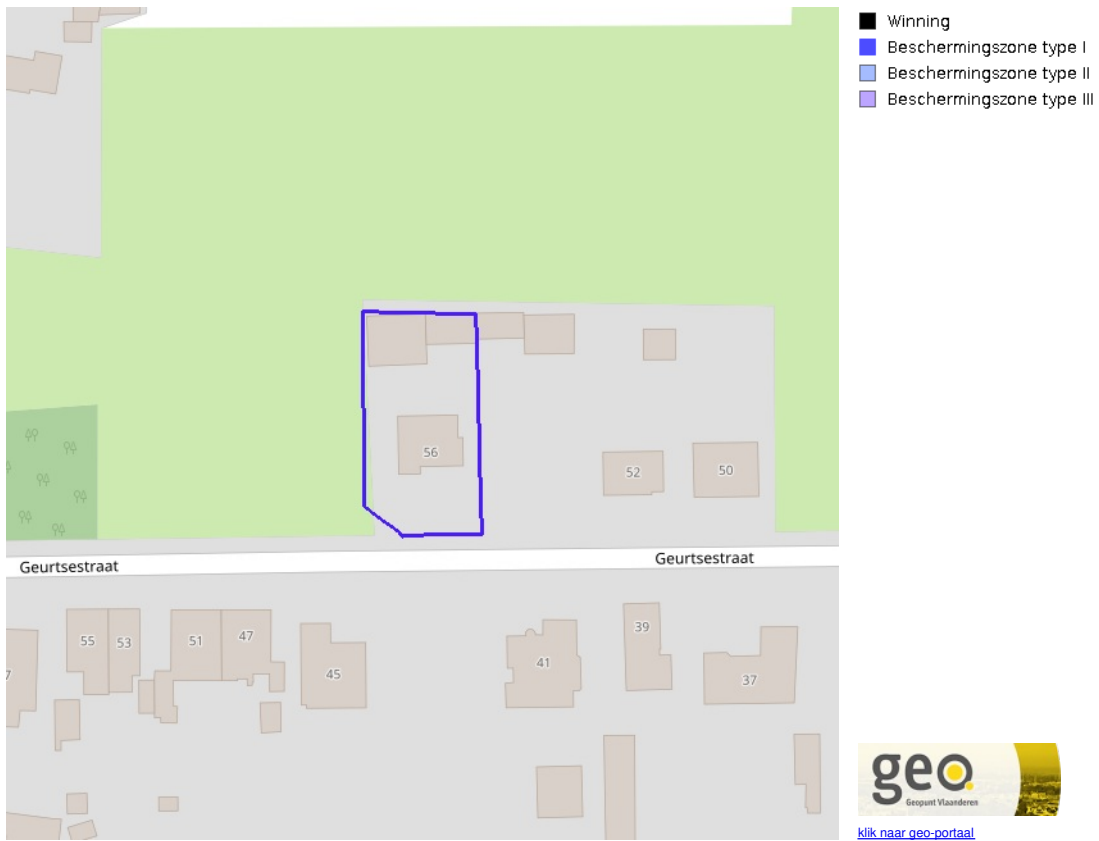 Winning
Beschermingszone type I
Beschermingszone type II
Beschermingszone type III
56
52
50
Geurtsestraat
Geurtsestraat
55
53
51
47
45
41
39
37
7
geo.
Geopunt Vlaanderen
klik naar geo-portaal